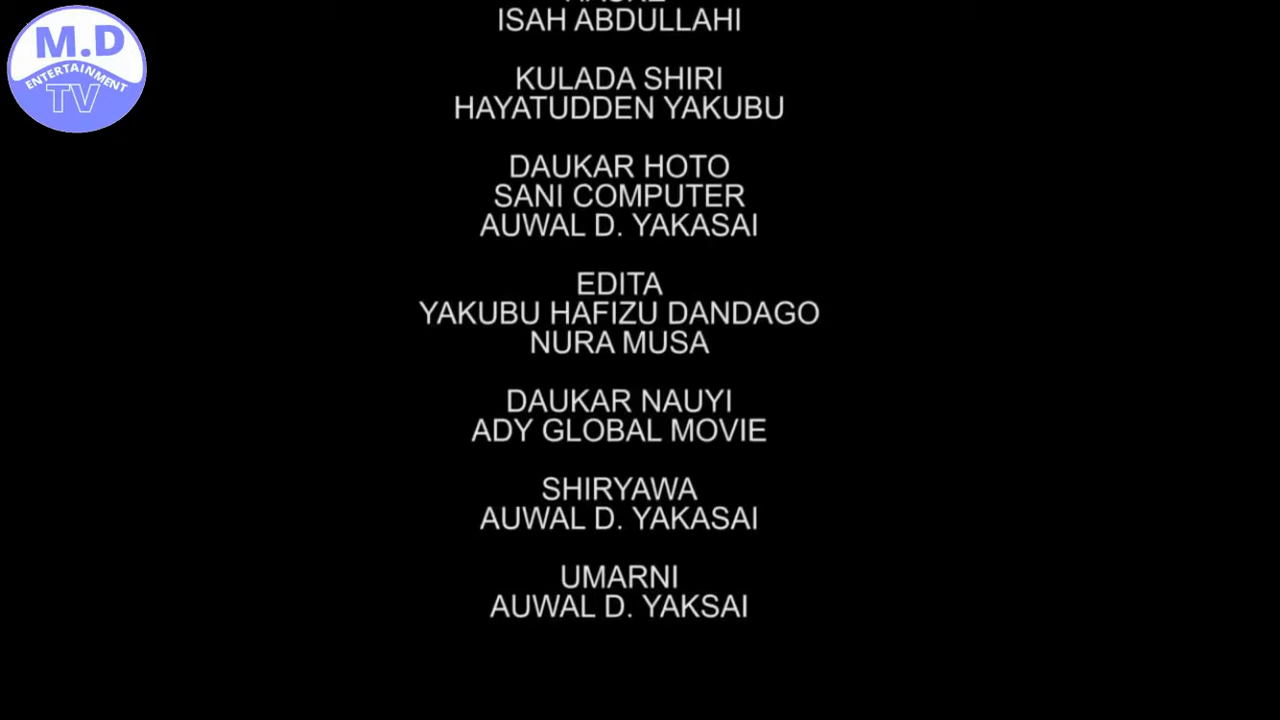 M.D
ENTERTAINMENT
TV
ISAH ABDULLAHI
KULADA SHIRI
HAYATUDDEN YAKUBU
DAUKAR HOTO
SANI COMPUTER
AUWAL D. YAKASAI
EDITA
YAKUBU HAFIZU DANDAGO
NURA MUSA
DAUKAR NAUYI
ADY GLOBAL MOVIE
SHIRYAWA
AUWAL D. YAKASAI
UMARNI
AUWAL D. YAKSAI